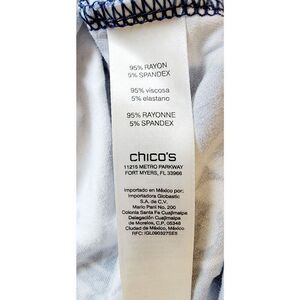 95% RAYON
5% SPANDEX
95% viscosa
5% elastano
95% RAYONNE
5% SPANDEX
chico's
11215 METRO PARKWAY
FORT MYERS, FL 33966
Importado en México por:
Importadora Globastic
S.A. de C.V.
Mario Pani No. 200
Colonia Santa Fe Cuajimalpa
Delegación Cuajimalpa
de Morelos, C.P. 05348
Ciudad de México, México
RFC: IGL090327SE8